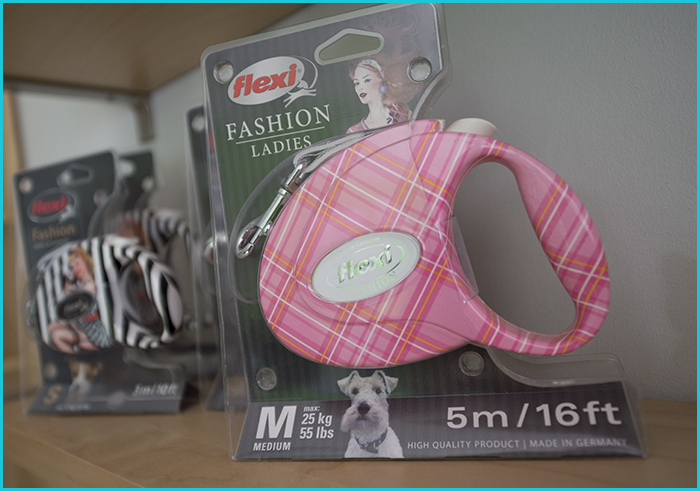 flexi
FASHION
LADIES
flexi
M
MEDIUM
max:
25 kg
55 lbs
5m/16ft
HIGH QUALITY PRODUCT | MADE IN GERMANY
flexi
Fashion
S